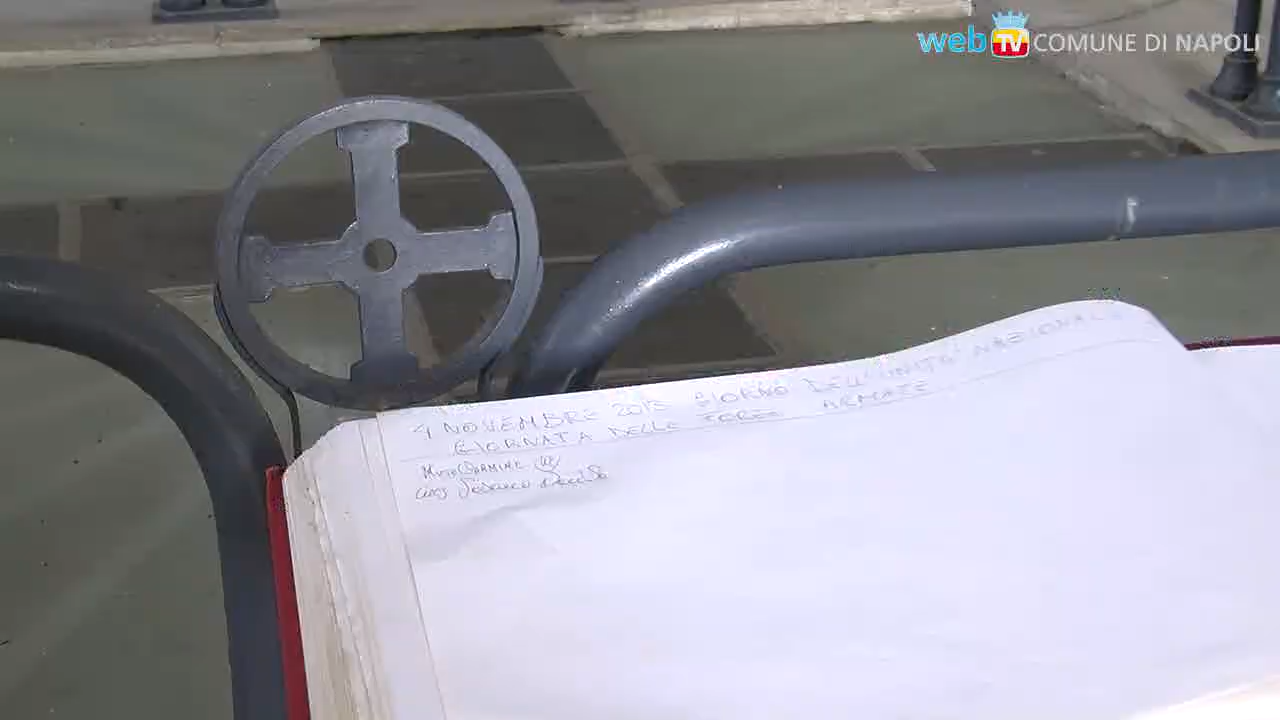 web TV COMUNE DI NAPOLI
4 NOVEMBRE 2015 GIORNO DELL'UNITÀ NAZIONALE
GIORNATA DELLE FORZE ARMATE